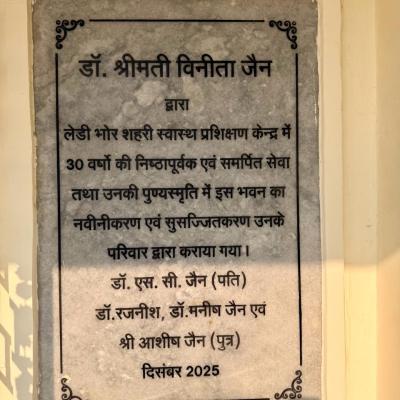 डॉ. श्रीमती विनीता जैन
द्वारा
लेडी भोर शहरी स्वास्थ प्रशिक्षण केन्द्र में
30 वर्षो की निष्ठापूर्वक एवं समर्पित सेवा
तथा उनकी पुण्यस्मृति में इस भवन का
नवीनीकरण एवं सुसज्जितकरण उनके
परिवार द्वारा कराया गया।
डॉ. एस. सी. जैन (पति)
डॉ.रजनीश, डॉ.मनीष जैन एवं
श्री आशीष जैन (पुत्र)
दिसंबर 2025